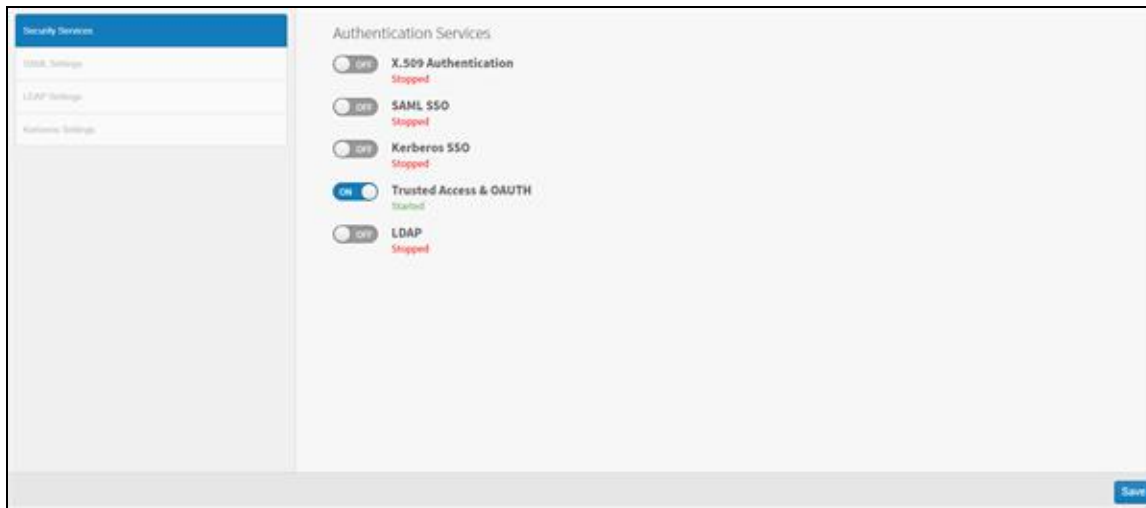 Security Services
SAML Settings
LDAP Settings
Kerberos Settings
Authentication Services
OFF X.509 Authentication
Stopped
OFF SAML SSO
Stopped
OFF Kerberos SSO
Stopped
ON Trusted Access & OAUTH
Started
OFF LDAP
Stopped
Save